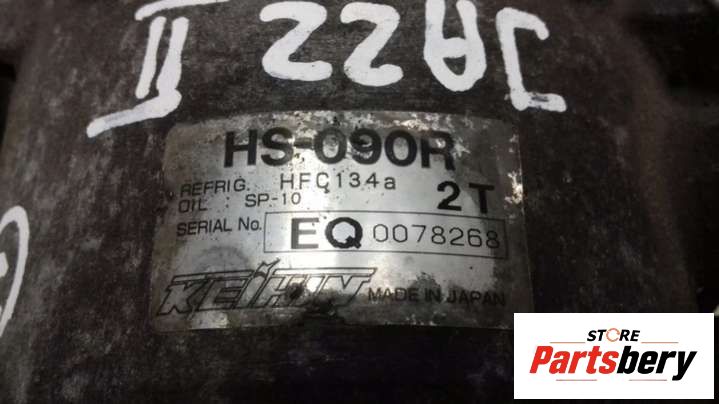 JAZZ
II
HS-090R
REFRIG. HFC134a
OIL : SP-10 2T
SERIAL No. EQ 0078268
KEIHIN MADE IN JAPAN
STORE
Partsbery